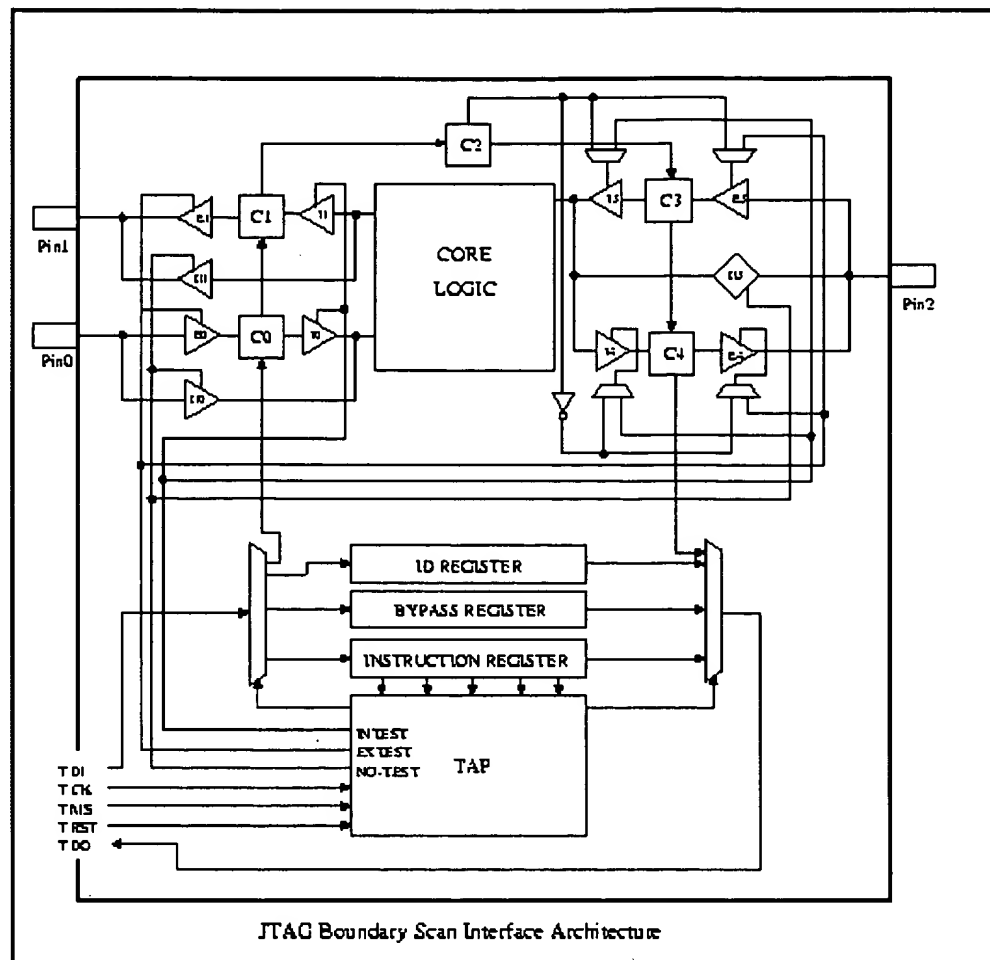 C2
C1
C3
Pin1
CORE
LOGIC
Pin2
C0
C4
Pin0
ID REGISTER
BYPASS REGISTER
INSTRUCTION REGISTER
INTEST
EXTEST
NO-TEST
TAP
TDI
TCK
TMS
TRST
TDO
JTAG Boundary Scan Interface Architecture